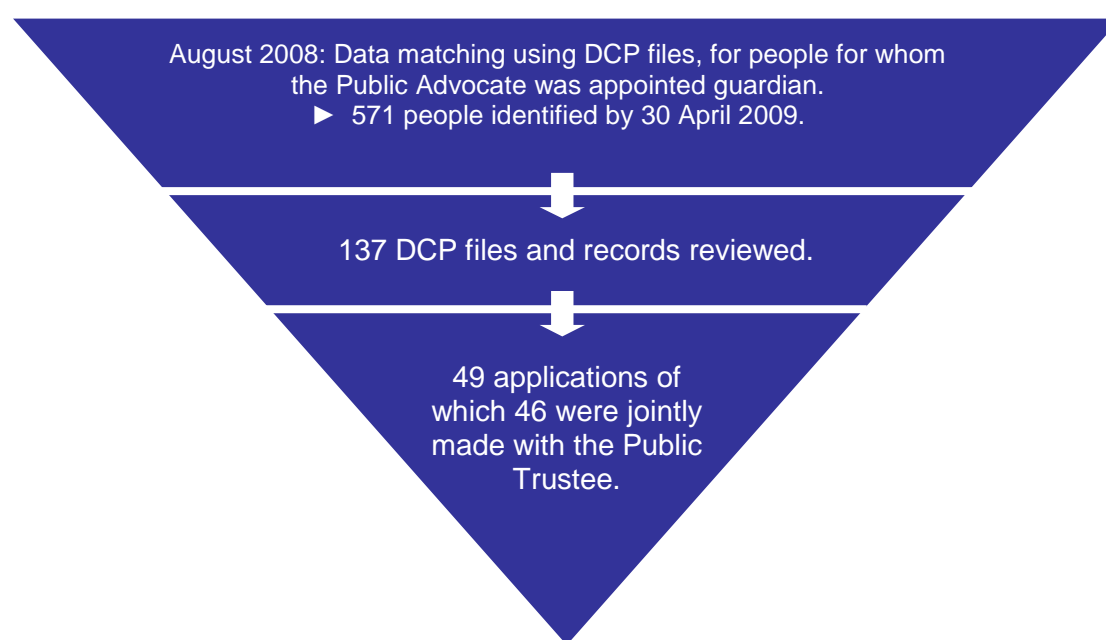 August 2008: Data matching using DCP files, for people for whom
the Public Advocate was appointed guardian.
► 571 people identified by 30 April 2009.
137 DCP files and records reviewed.
49 applications of
which 46 were jointly
made with the Public
Trustee.